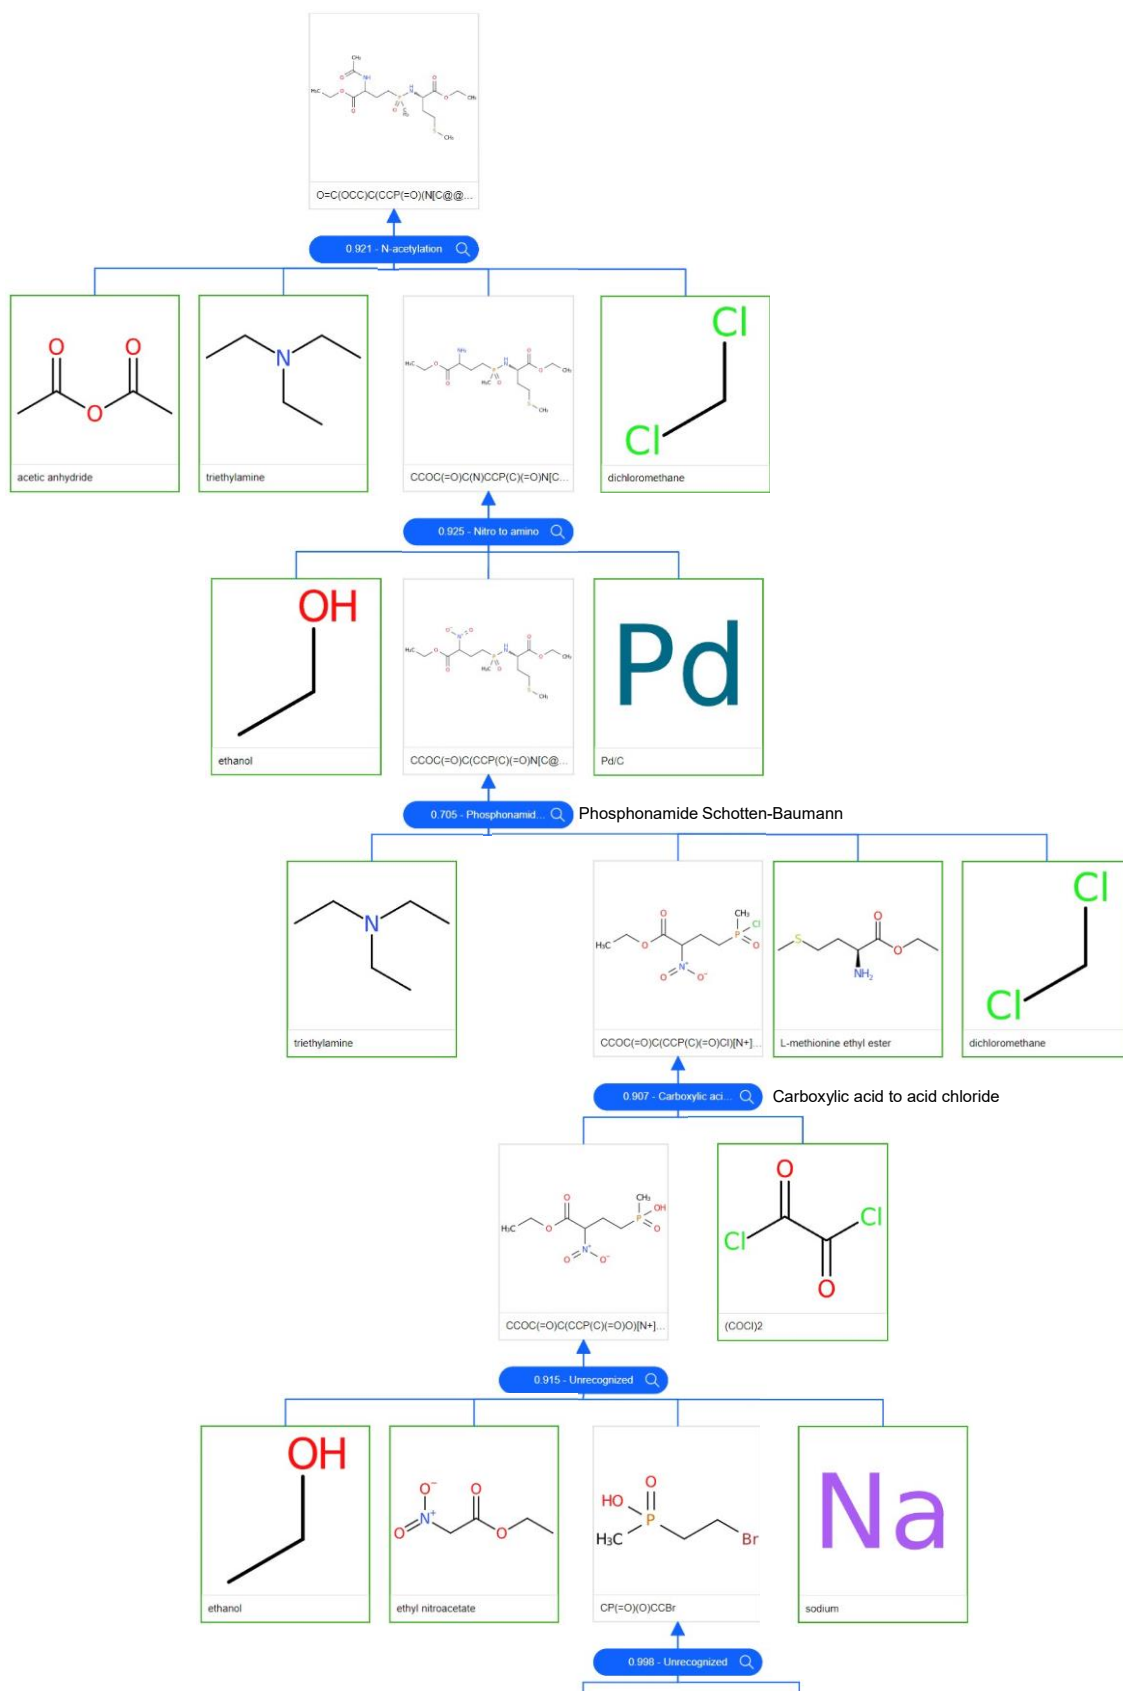 O=C(OCC)C(CCP(=O)(N[C@@...
0.921 - N-acetylation
acetic anhydride
triethylamine
CCOC(=O)C(N)CCP(C)(=O)N[C...
dichloromethane
0.925 - Nitro to amino
ethanol
CCOC(=O)C(CCP(C)(=O)N[C@...
Pd/C
0.705 - Phosphonamid...
Phosphonamide Schotten-Baumann
triethylamine
CCOC(=O)C(CCP(C)(=O)Cl)[N+]...
L-methionine ethyl ester
dichloromethane
0.907 - Carboxylic aci...
Carboxylic acid to acid chloride
CCOC(=O)C(CCP(C)(=O)O)[N+]...
(COCl)2
0.915 - Unrecognized
ethanol
ethyl nitroacetate
CP(=O)(O)CCBr
sodium
0.998 - Unrecognized